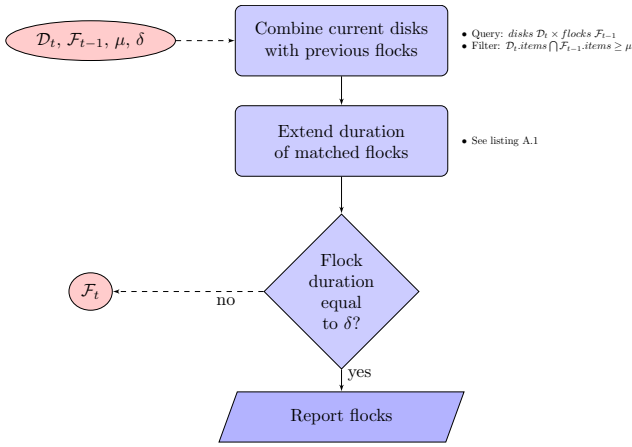 𝒟ₜ, ℱₜ₋₁, μ, δ
Combine current disks
with previous flocks
• Query: disks 𝒟ₜ × flocks ℱₜ₋₁
• Filter: 𝒟ₜ.items ⋂ ℱₜ₋₁.items ≥ μ
Extend duration
of matched flocks
• See listing A.1
Flock
duration
equal
to δ?
ℱₜ
no
yes
Report flocks